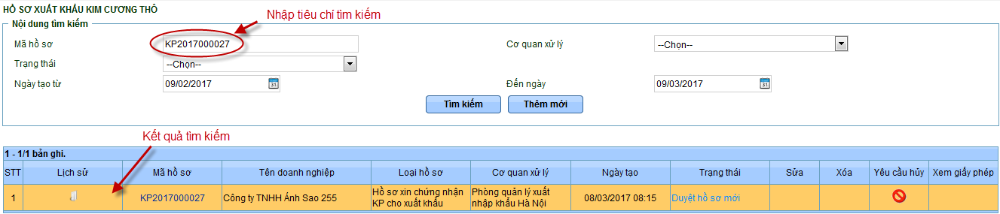 HỒ SƠ XUẤT KHẨU KIM CƯƠNG THÔ
Nhập tiêu chí tìm kiếm
Nội dung tìm kiếm
Mã hồ sơ KP2017000027 Cơ quan xử lý --Chọn--
Trạng thái --Chọn--
Ngày tạo từ 09/02/2017 31 Đến ngày 09/03/2017 31
Tìm kiếm Thêm mới
Kết quả tìm kiếm
1 - 1/1 bản ghi.
STT Lịch sử Mã hồ sơ Tên doanh nghiệp Loại hồ sơ Cơ quan xử lý Ngày tạo Trạng thái Sửa Xóa Yêu cầu hủy Xem giấy phép
1 KP2017000027 Công ty TNHH Ánh Sao 255 Hồ sơ xin chứng nhận Phòng quản lý xuất 08/03/2017 08:15 Duyệt hồ sơ mới
KP cho xuất khẩu nhập khẩu Hà Nội